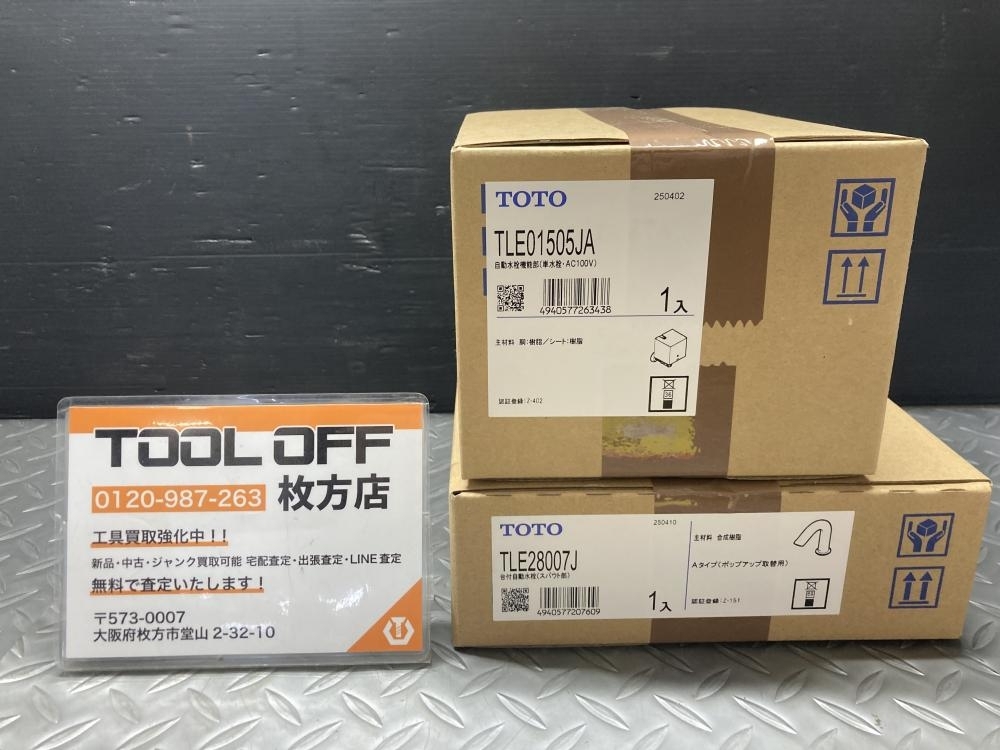 TOOL OFF
0120-987-263 枚方店
工具買取強化中!!
新品・中古・ジャンク買取可能 宅配査定・出張査定・LINE査定
無料で査定いたします!
〒573-0007
大阪府枚方市堂山 2-32-10
TOTO 250402
TLE01505JA
自動水栓機能部(単水栓・AC100V)
4940577263438
1入
主材料 胴:樹脂/シート:樹脂
36
認証登録:Z-402
TOTO 250410
TLE28007J
台付自動水栓(スパウト部)
4940577207609
1入
主材料 合成樹脂
Aタイプ(ポップアップ取替用)
認証登録:Z-151